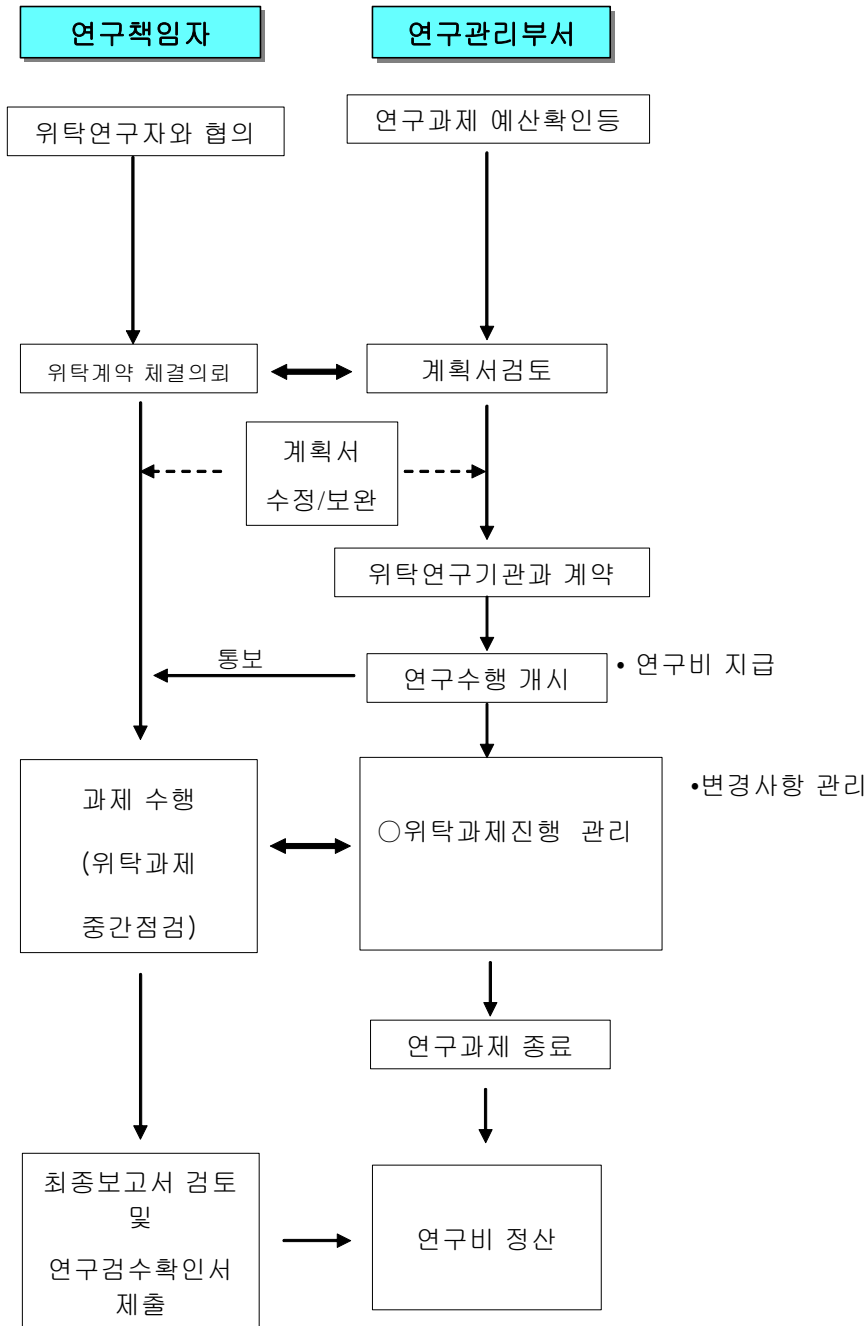 연구책임자
연구관리부서
위탁연구자와 협의
연구과제 예산확인등
위탁계약 체결의뢰
계획서검토
계획서
수정/보완
위탁연구기관과 계약
통보
연구수행 개시
• 연구비 지급
과제 수행
(위탁과제
중간점검)
○위탁과제진행 관리
•변경사항 관리
연구과제 종료
최종보고서 검토
및
연구검수확인서
제출
연구비 정산